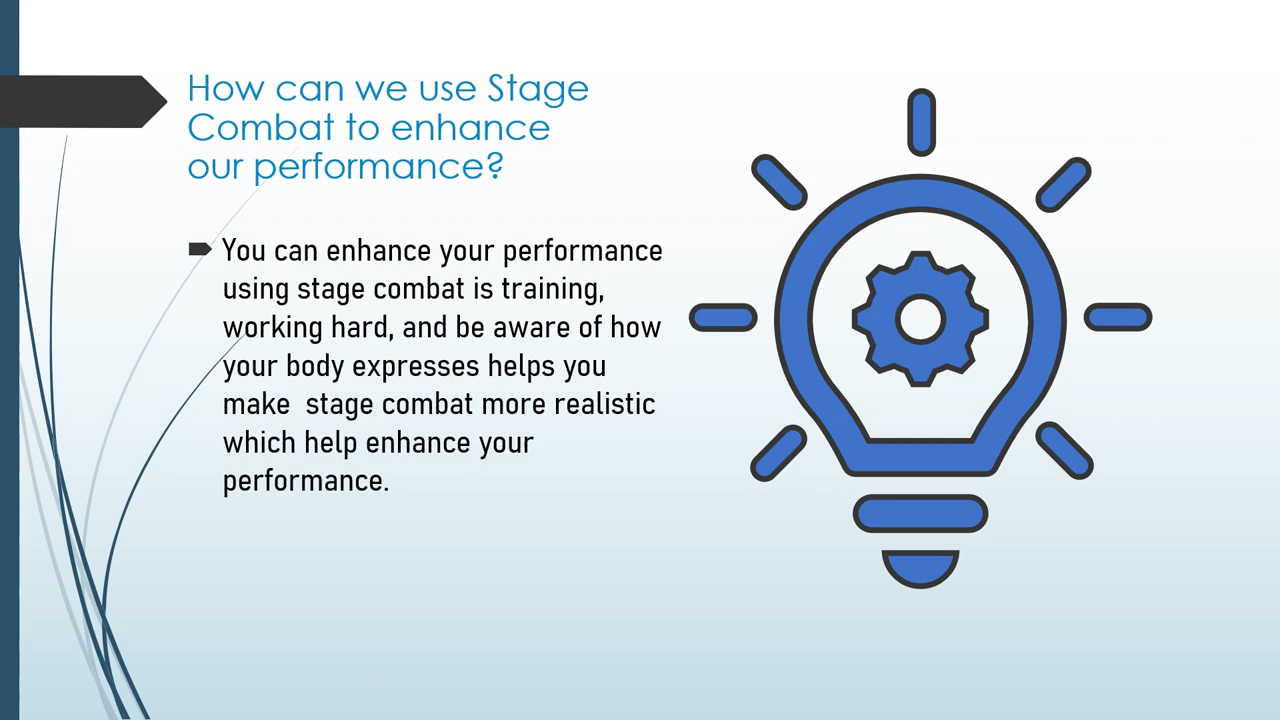 How can we use Stage
Combat to enhance
our performance?
You can enhance your performance
using stage combat is training,
working hard, and be aware of how
your body expresses helps you
make  stage combat more realistic
which help enhance your
performance.